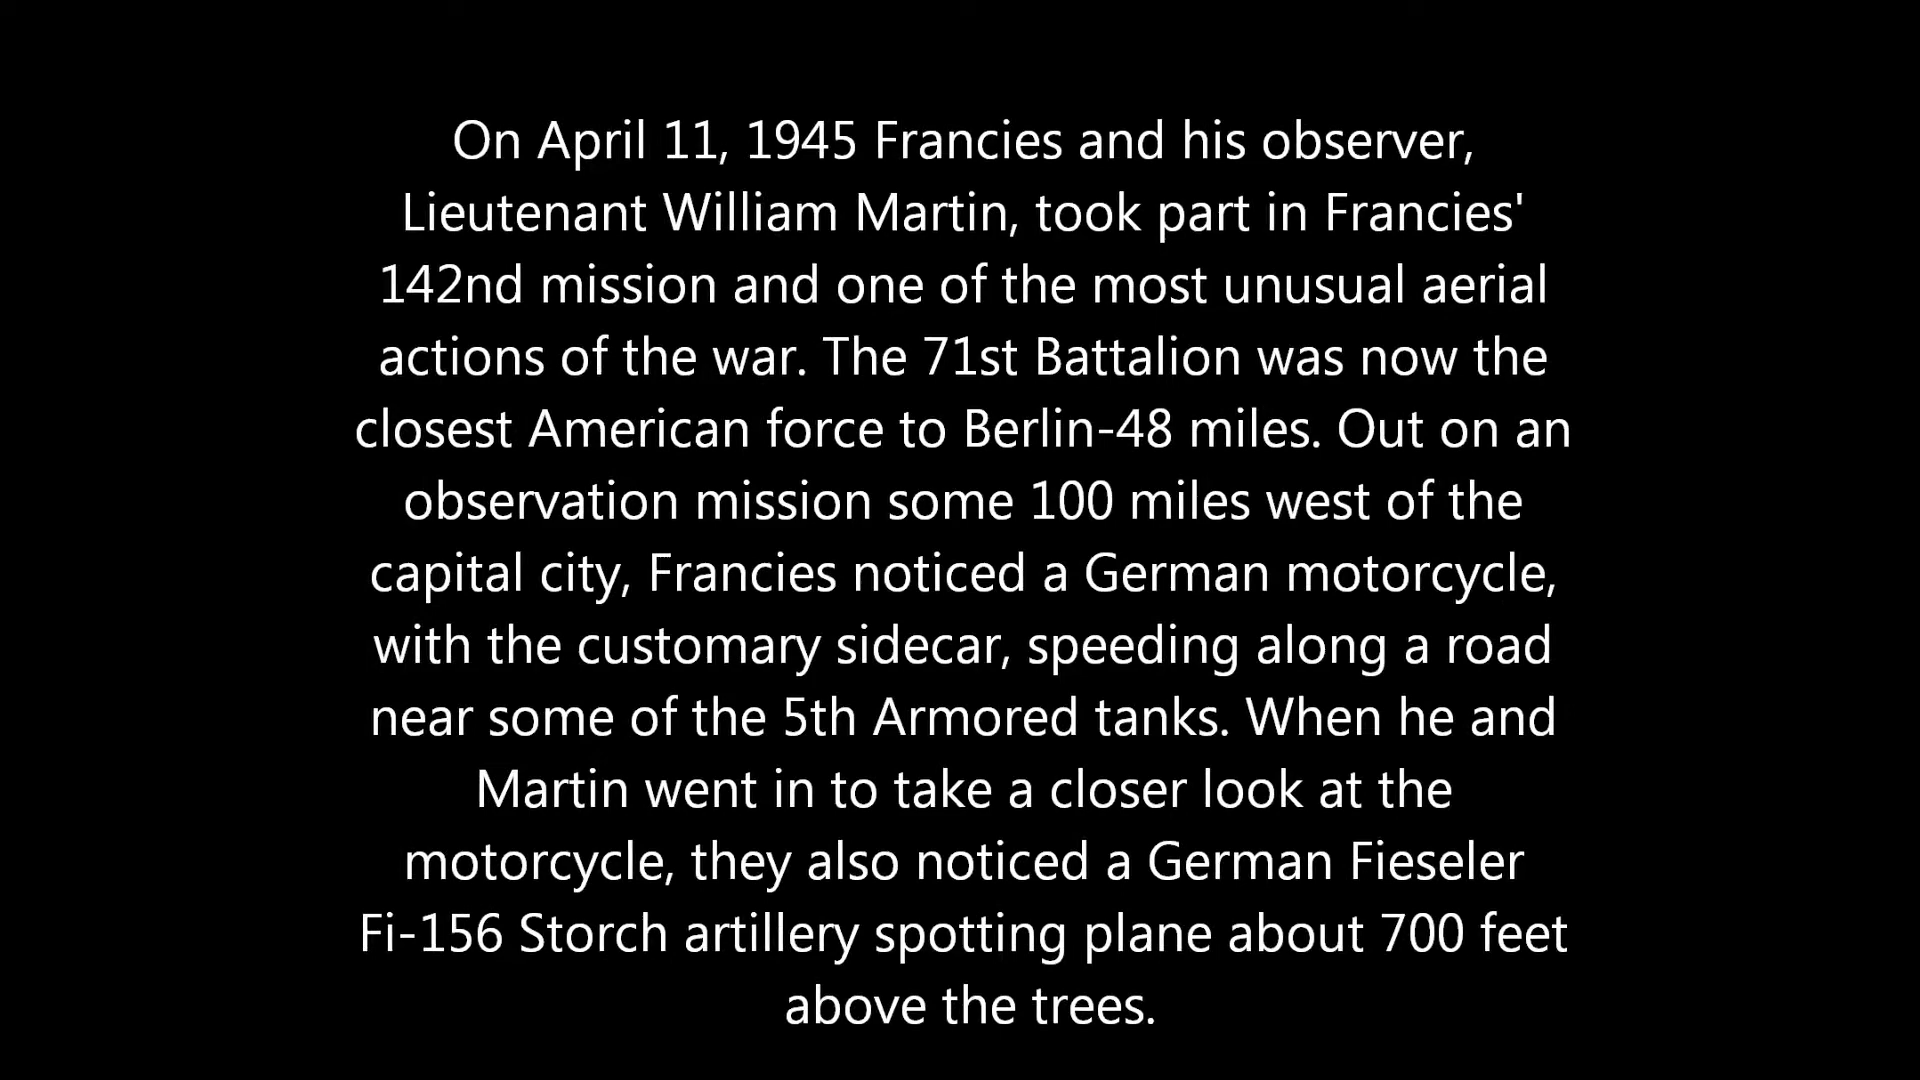 On April 11, 1945 Francies and his observer,
Lieutenant William Martin, took part in Francies'
142nd mission and one of the most unusual aerial
actions of the war. The 71st Battalion was now the
closest American force to Berlin-48 miles. Out on an
observation mission some 100 miles west of the
capital city, Francies noticed a German motorcycle,
with the customary sidecar, speeding along a road
near some of the 5th Armored tanks. When he and
Martin went in to take a closer look at the
motorcycle, they also noticed a German Fieseler
Fi-156 Storch artillery spotting plane about 700 feet
above the trees.